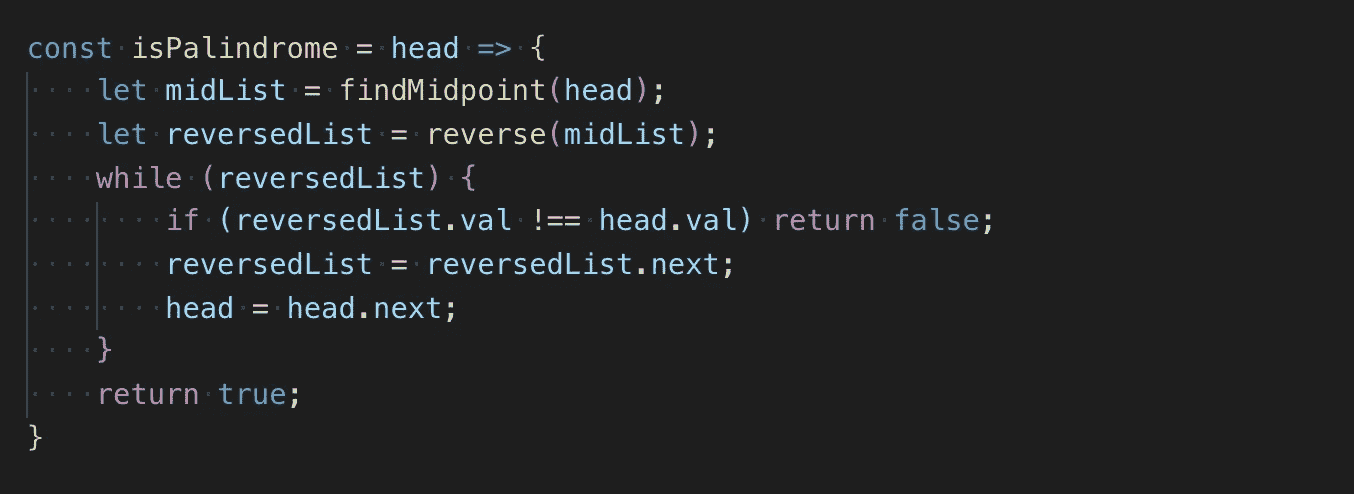 const isPalindrome = head => {
    let midList = findMidpoint(head);
    let reversedList = reverse(midList);
    while (reversedList) {
        if (reversedList.val !== head.val) return false;
        reversedList = reversedList.next;
        head = head.next;
    }
    return true;
}